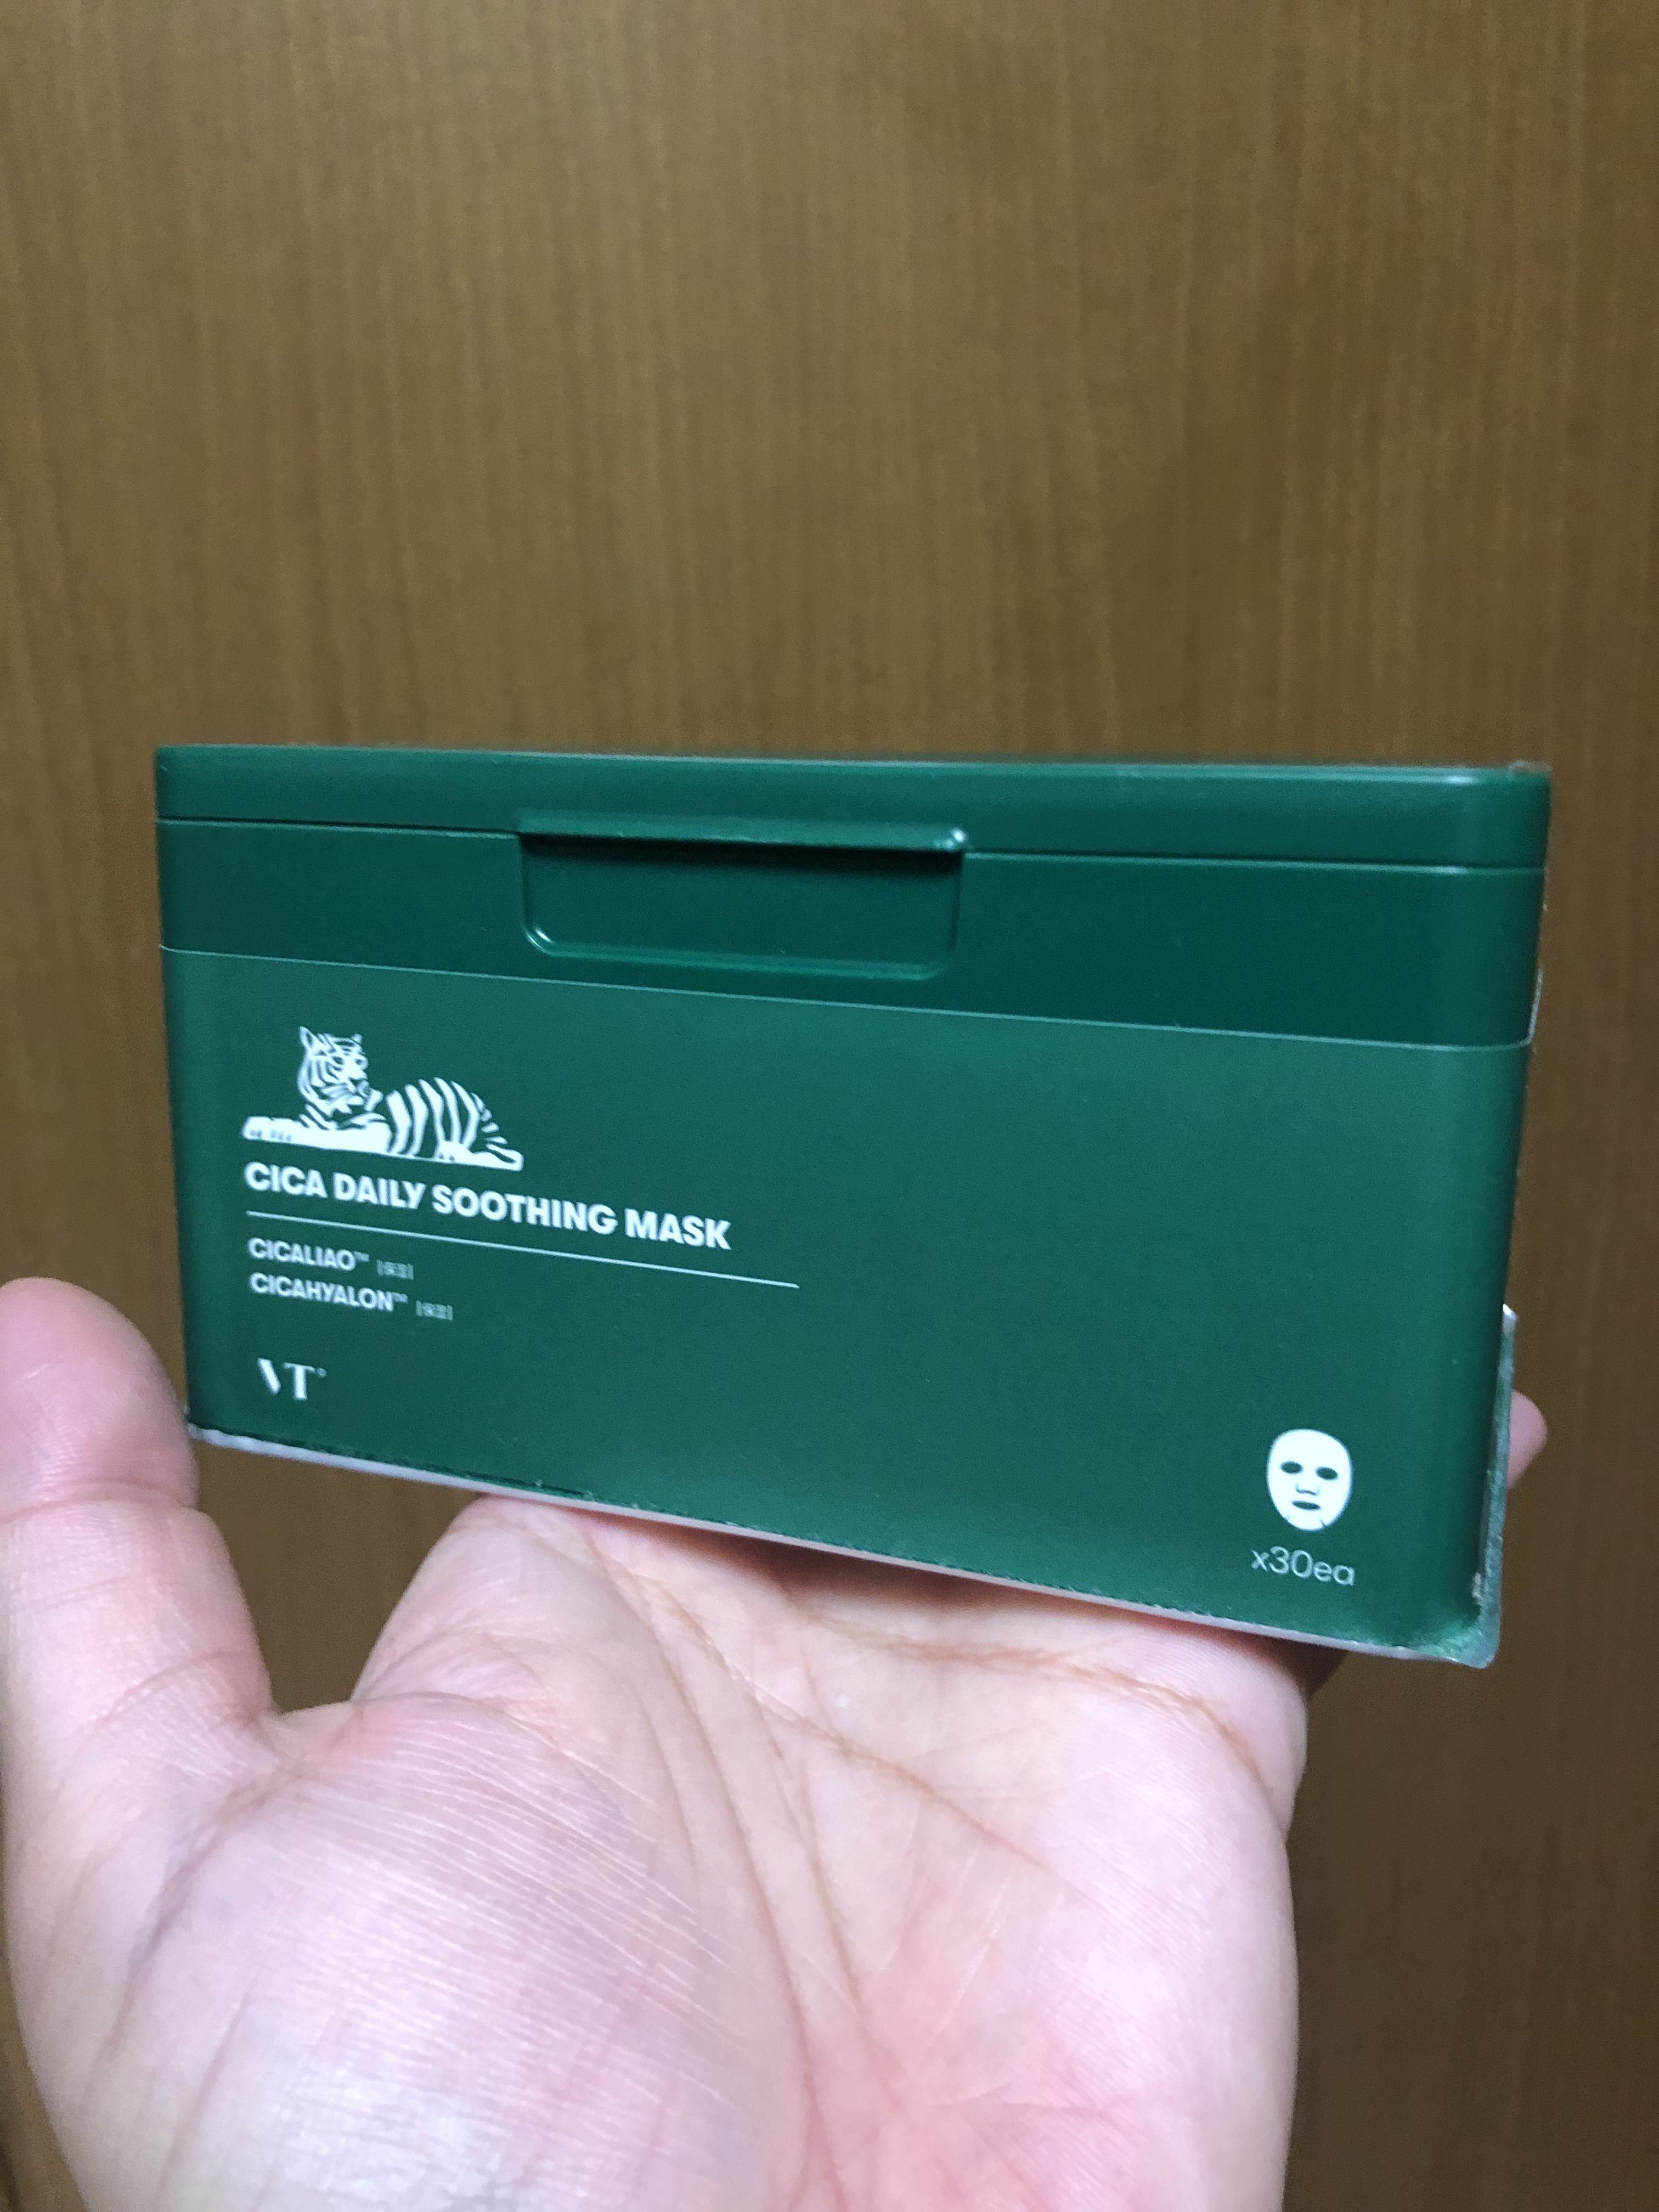 CICA DAILY SOOTHING MASK
CICALIAO™
CICAHYALON™
VT
x30ea